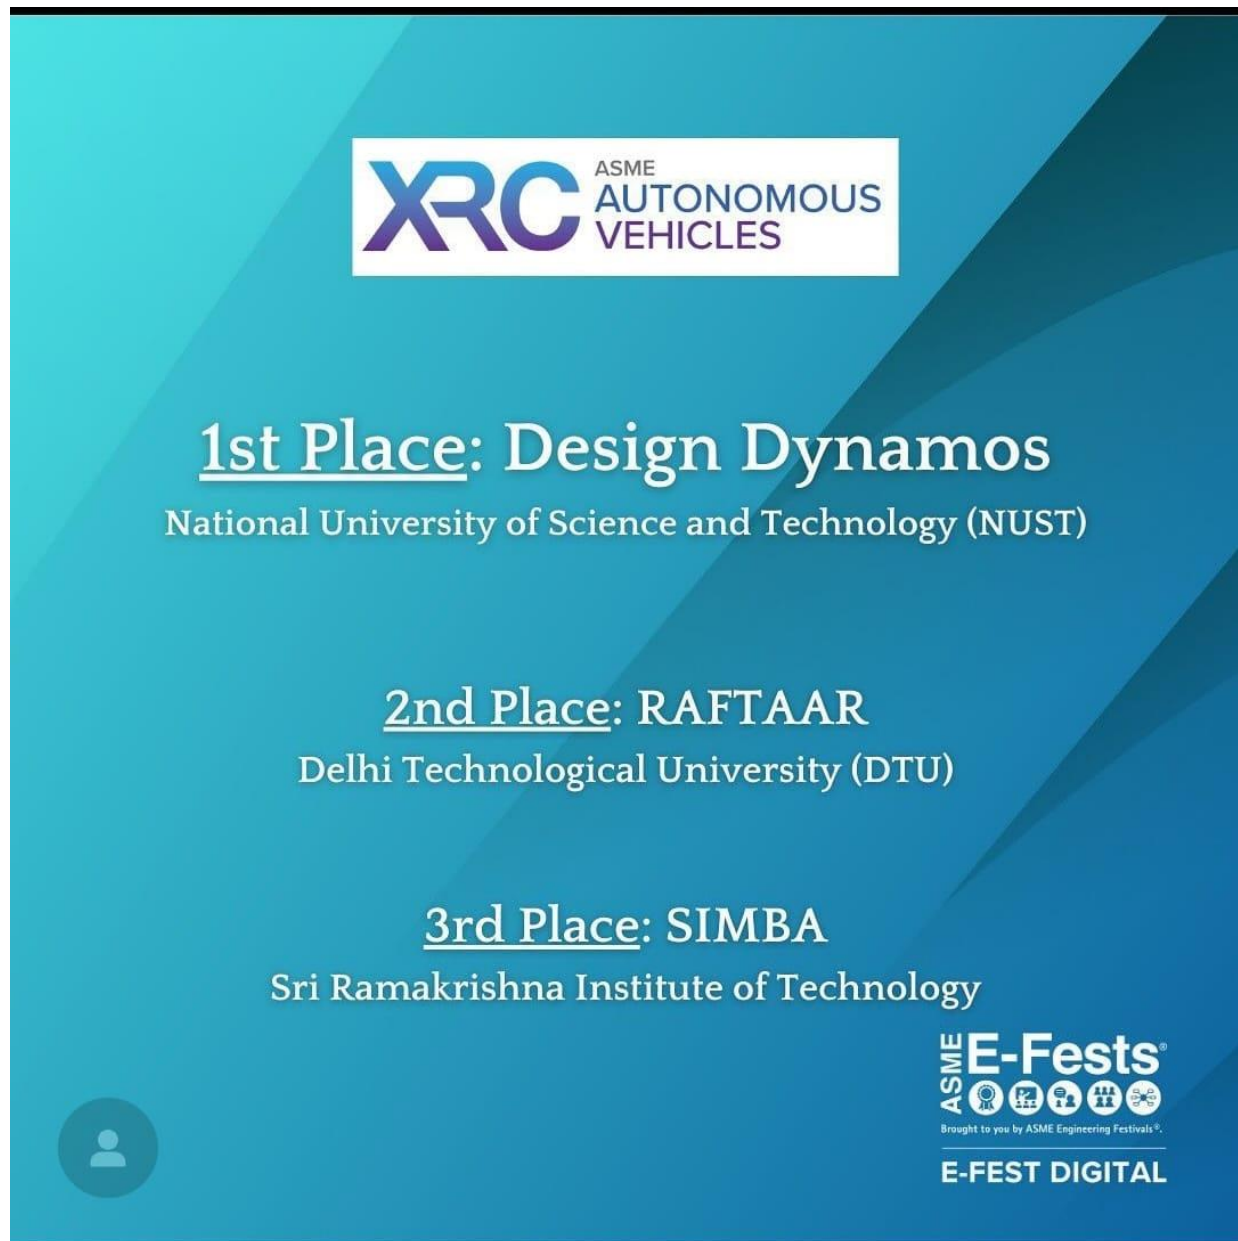 XRC ASME
AUTONOMOUS
VEHICLES
1st Place: Design Dynamos
National University of Science and Technology (NUST)
2nd Place: RAFTAAR
Delhi Technological University (DTU)
3rd Place: SIMBA
Sri Ramakrishna Institute of Technology
ASME E-Fests®
Brought to you by ASME Engineering Festivals®.
E-FEST DIGITAL